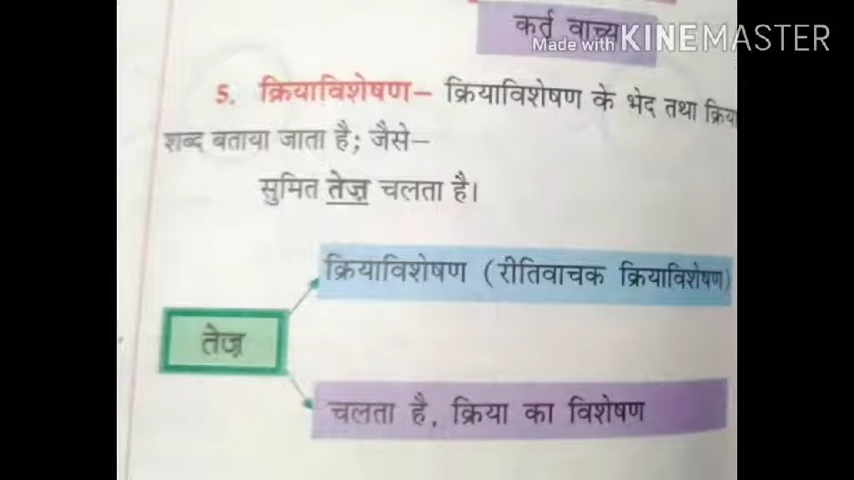 कर्तृ वाच्य
Made with KINEMASTER
5. क्रियाविशेषण– क्रियाविशेषण के भेद तथा
शब्द बताया जाता है; जैसे–
सुमित तेज़ चलता है।
क्रियाविशेषण (रीतिवाचक क्रियाविशेषण)
तेज़
चलता है, क्रिया का विशेषण